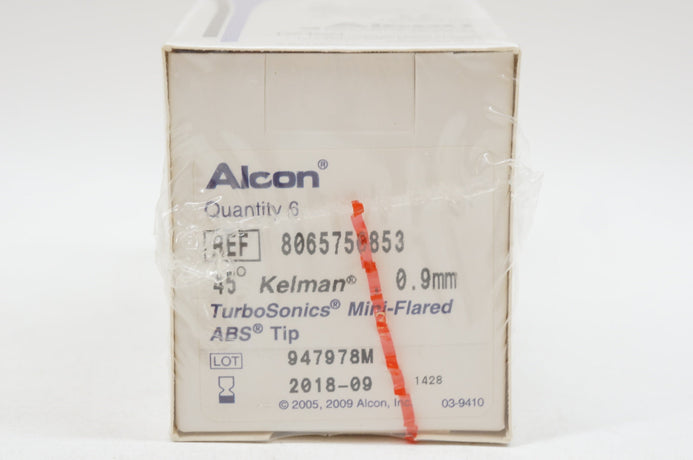 Alcon®
Quantity 6
REF 8065750853
45° Kelman® 0.9mm
TurboSonics® Mini-Flared
ABS® Tip
LOT 947978M
2018-09 1428
© 2005, 2009 Alcon, Inc. 03-9410